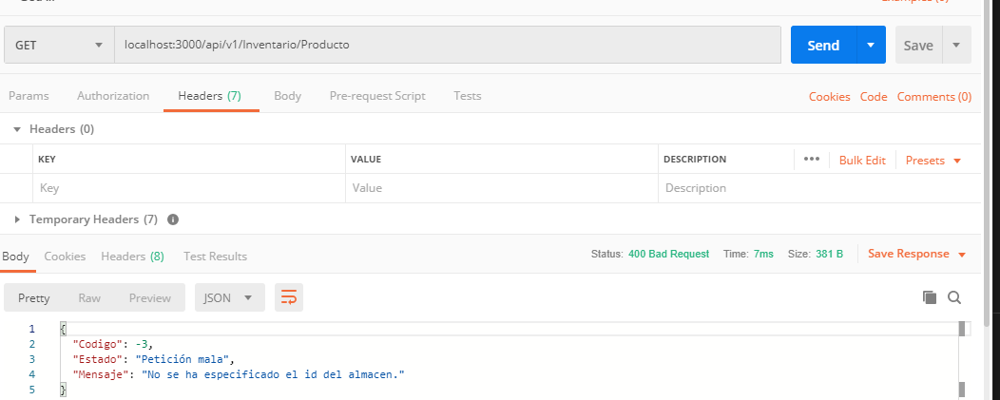 GET localhost:3000/api/v1/Inventario/Producto Send Save
Params Authorization Headers (7) Body Pre-request Script Tests Cookies Code Comments (0)
Headers (0)
KEY VALUE DESCRIPTION ••• Bulk Edit Presets
Key Value Description
Temporary Headers (7) i
Body Cookies Headers (8) Test Results Status: 400 Bad Request Time: 7ms Size: 381 B Save Response
Pretty Raw Preview JSON
1 {
2 "Codigo": -3,
3 "Estado": "Petición mala",
4 "Mensaje": "No se ha especificado el id del almacen."
5 }